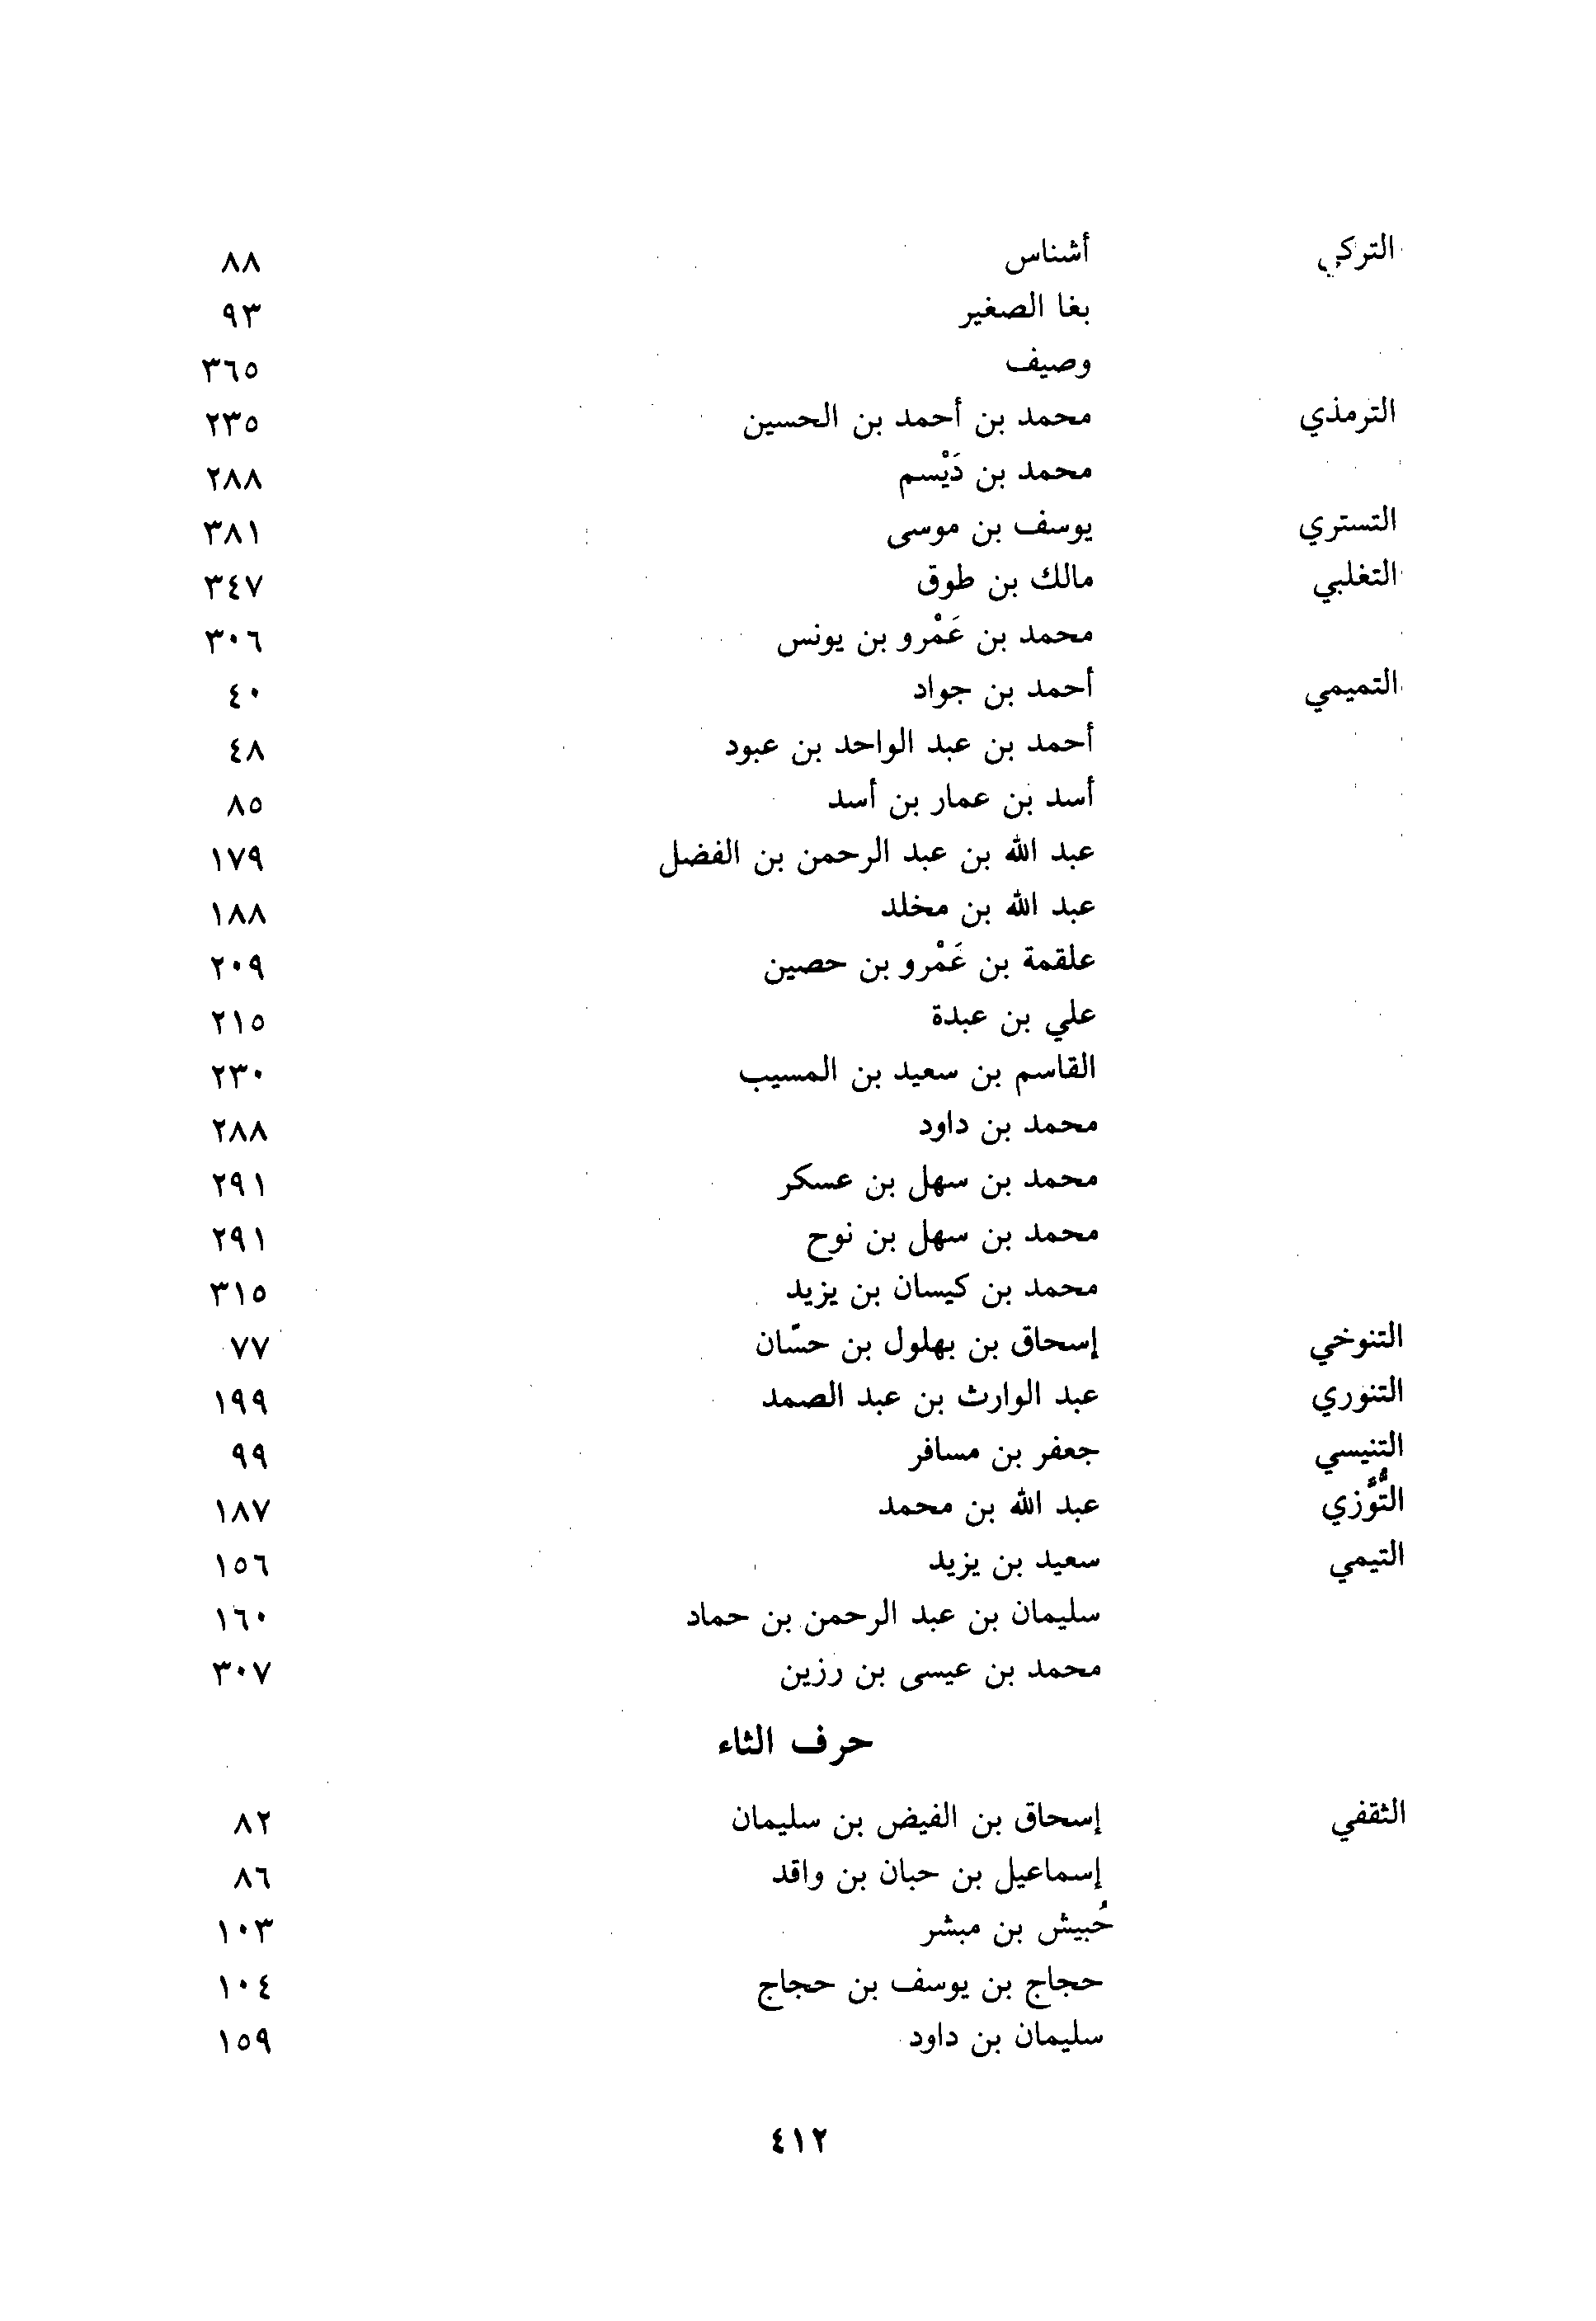 التركي أشناس ٨٨
بغا الصغير ٩٣
وصيف ٣٦٥
الترمذي محمد بن أحمد بن الحسين ٢٣٥
محمد بن دَيْسم ٢٨٨
التستري يوسف بن موسى ٣٨١
التغلبي مالك بن طوق ٣٤٧
محمد بن عَمْرو بن يونس ٣٠٦
التميمي أحمد بن جواد ٤٠
أحمد بن عبد الواحد بن عبود ٤٨
أسد بن عمار بن أسد ٨٥
عبد الله بن عبد الرحمن بن الفضل ١٧٩
عبد الله بن مخلد ١٨٨
علقمة بن عَمْرو بن حصين ٢٠٩
علي بن عبدة ٢١٥
القاسم بن سعيد بن المسيب ٢٣٠
محمد بن داود ٢٨٨
محمد بن سهل بن عسكر ٢٩١
محمد بن سهل بن نوح ٢٩١
محمد بن كيسان بن يزيد ٣١٥
التنوخي إسحاق بن بهلول بن حسّان ٧٧
التنوري عبد الوارث بن عبد الصمد ١٩٩
التنيسي جعفر بن مسافر ٩٩
التُّوَّزي عبد الله بن محمد ١٨٧
التيمي سعيد بن يزيد ١٥٦
سليمان بن عبد الرحمن بن حماد ١٦٠
محمد بن عيسى بن رزين ٣٠٧
حرف الثاء
الثقفي إسحاق بن الفيض بن سليمان ٨٢
إسماعيل بن حبان بن واقد ٨٦
حُبيش بن مبشر ١٠٣
حجاج بن يوسف بن حجاج ١٠٤
سليمان بن داود ١٥٩
٤١٢